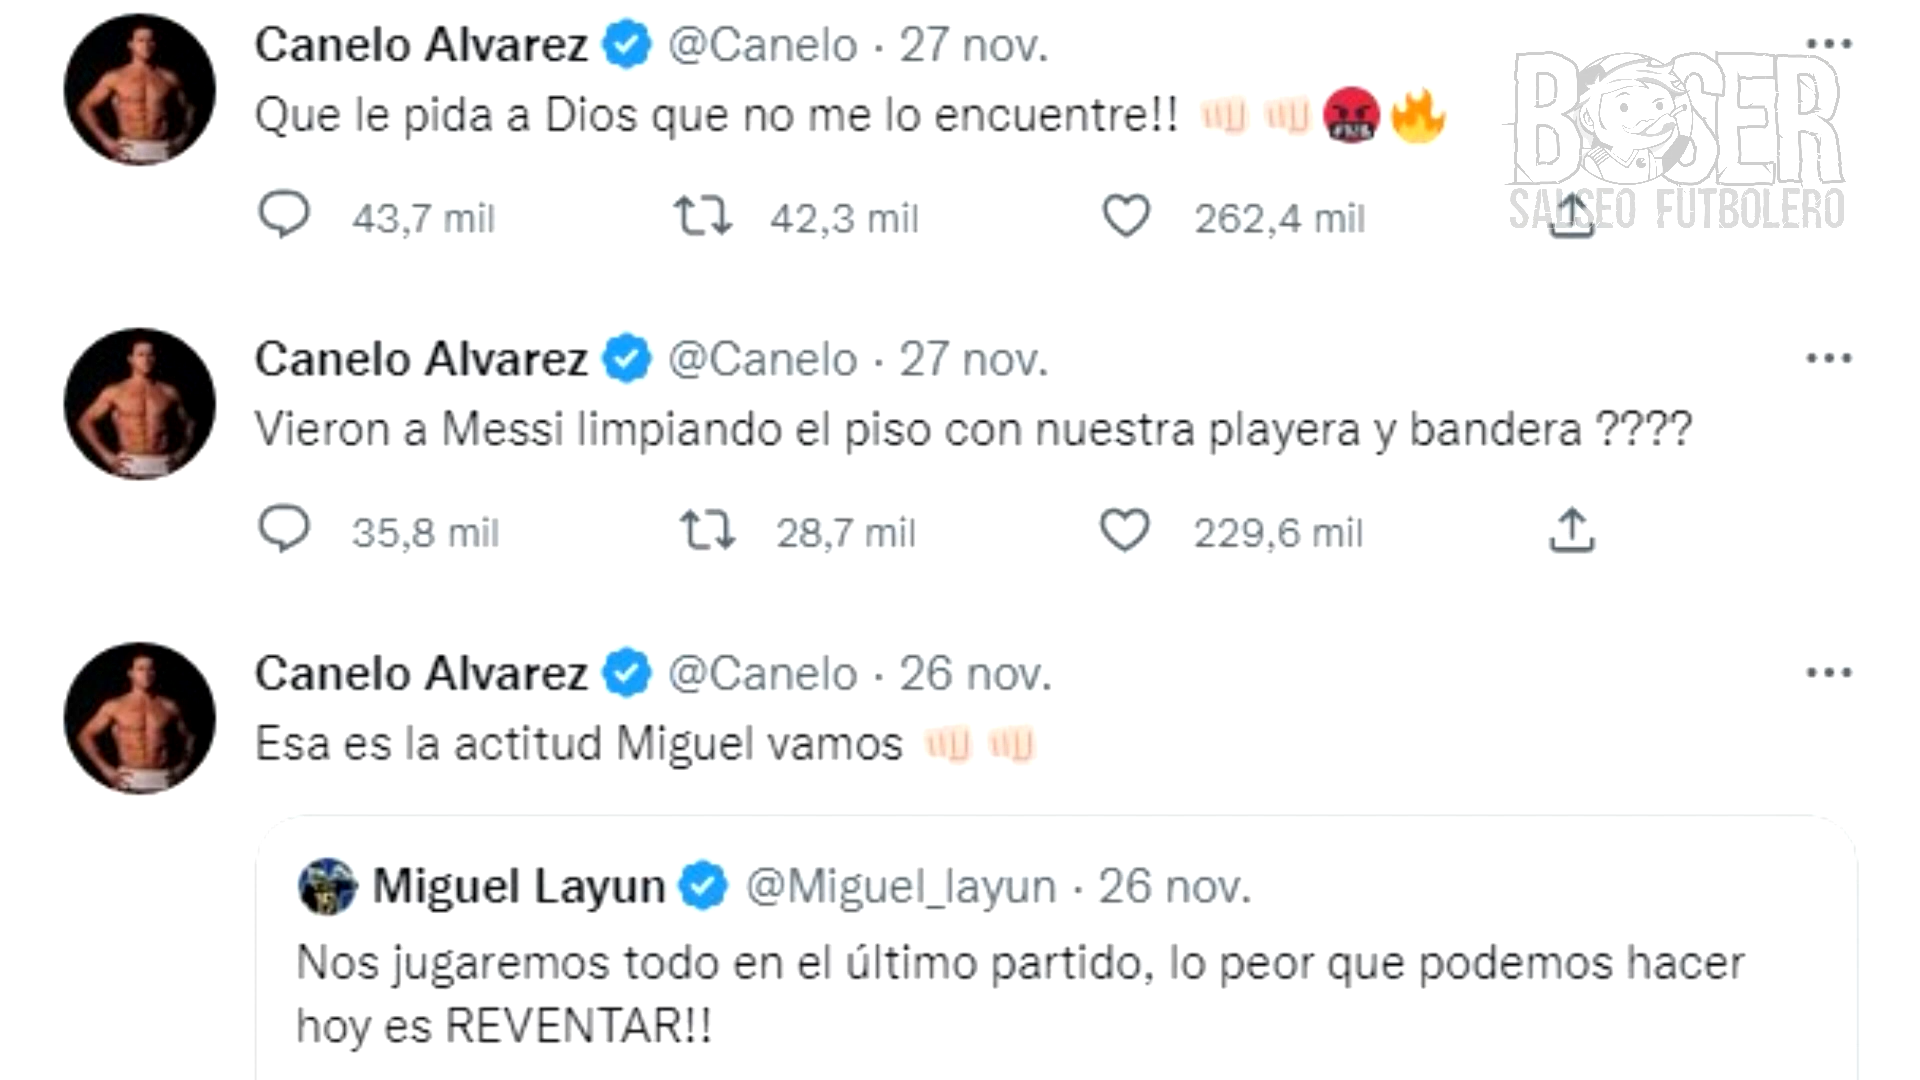 Canelo Alvarez @Canelo · 27 nov.
Que le pida a Dios que no me lo encuentre!! 👊🏻👊🏻🤬🔥
43,7 mil 42,3 mil 262,4 mil
BOSER
SALSEO FUTBOLERO
Canelo Alvarez @Canelo · 27 nov.
Vieron a Messi limpiando el piso con nuestra playera y bandera ????
35,8 mil 28,7 mil 229,6 mil
Canelo Alvarez @Canelo · 26 nov.
Esa es la actitud Miguel vamos 👊🏻👊🏻
Miguel Layun @Miguel_layun · 26 nov.
Nos jugaremos todo en el último partido, lo peor que podemos hacer
hoy es REVENTAR!!